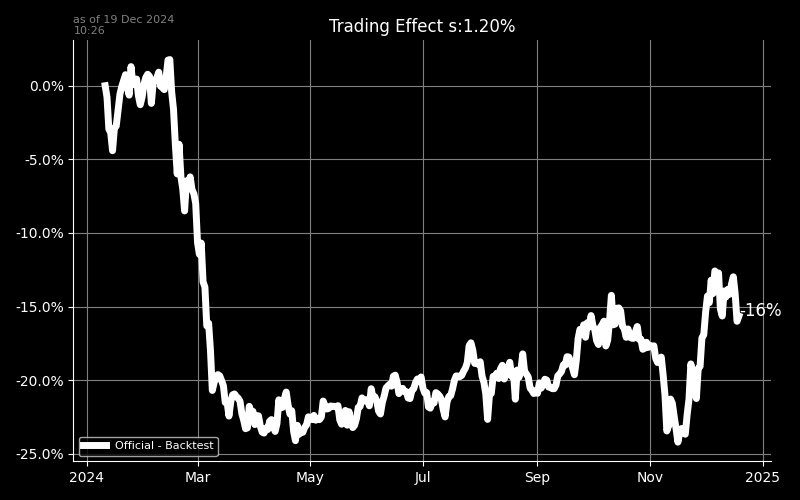 as of 19 Dec 2024
10:26
Trading Effect s:1.20%
0.0%
-5.0%
-10.0%
-15.0%
-16%
-20.0%
-25.0%
Official - Backtest
2024 Mar May Jul Sep Nov 2025